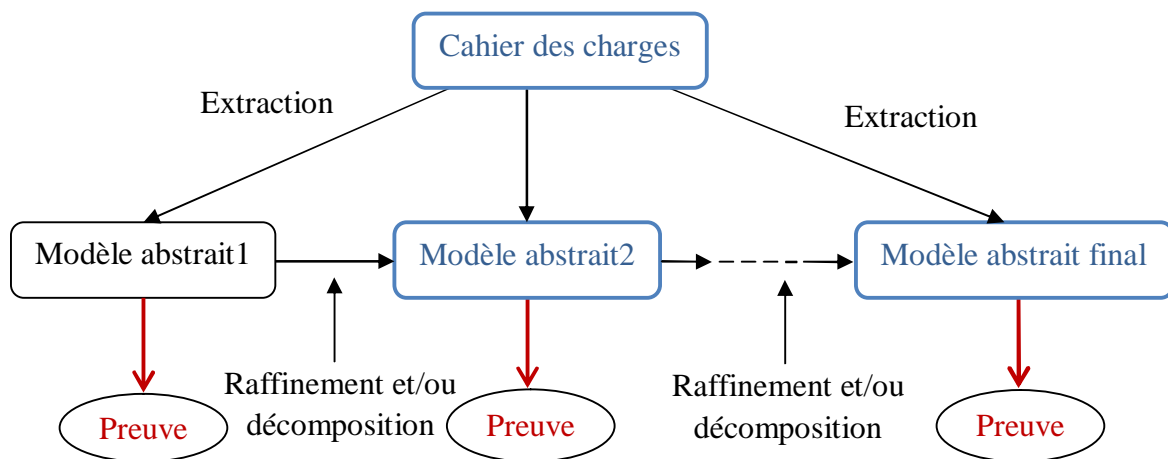 Cahier des charges
Extraction
Extraction
Modèle abstrait1
Modèle abstrait2
Modèle abstrait final
Raffinement et/ou
décomposition
Raffinement et/ou
décomposition
Preuve
Preuve
Preuve